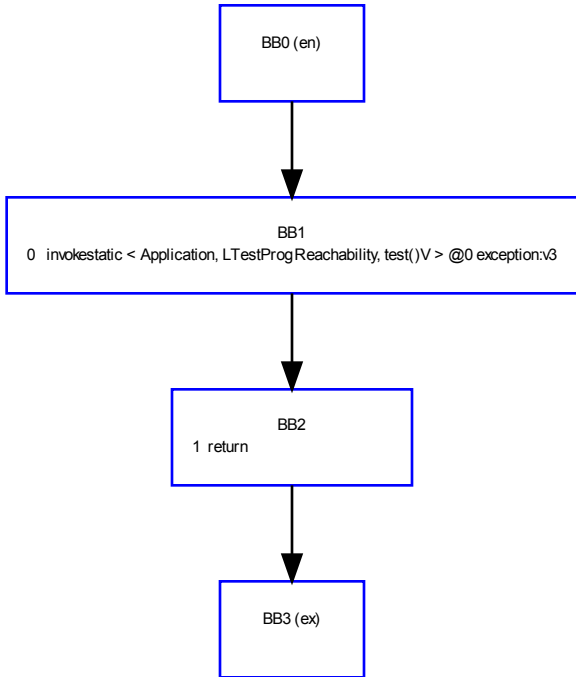 BB0 (en)
BB1
0 invokestatic < Application, LTestProgReachability, test()V > @0 exception:v3
BB2
1 return
BB3 (ex)